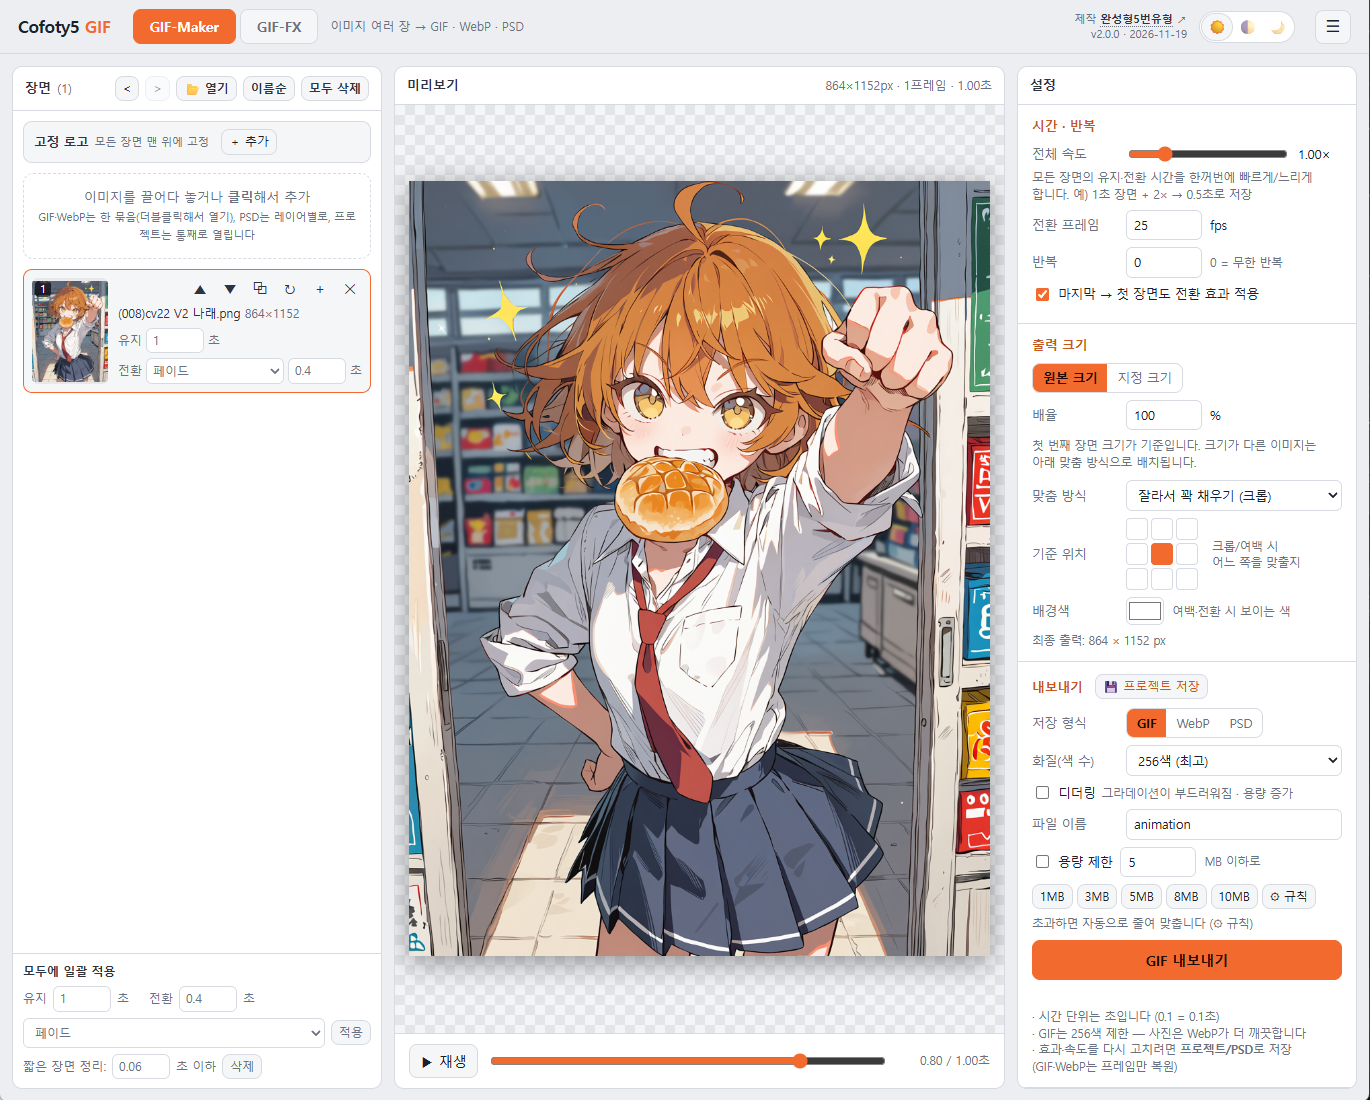 Cofoty5 GIF
GIF-Maker
GIF-FX
이미지 여러 장 → GIF · WebP · PSD
제작 완성형5번유형 ↗
v2.0.0 · 2026-11-19
장면 (1)
<
>
열기
이름순
모두 삭제
고정 로고 모든 장면 맨 위에 고정
+ 추가
이미지를 끌어다 놓거나 클릭해서 추가
GIF·WebP는 한 묶음(더블클릭해서 열기), PSD는 레이어별로, 프로
젝트는 통째로 열립니다
1
(008)cv22 V2 나래.png 864×1152
유지 1 초
전환 페이드 0.4 초
모두에 일괄 적용
유지 1 초 전환 0.4 초
페이드 적용
짧은 장면 정리: 0.06 초 이하 삭제
미리보기
864×1152px · 1프레임 · 1.00초
▶ 재생
0.80 / 1.00초
설정
시간 · 반복
전체 속도 1.00×
모든 장면의 유지·전환 시간을 한꺼번에 빠르게/느리게
합니다. 예) 1초 장면 + 2× → 0.5초로 저장
전환 프레임 25 fps
반복 0 0 = 무한 반복
마지막 → 첫 장면도 전환 효과 적용
출력 크기
원본 크기 지정 크기
배율 100 %
첫 번째 장면 크기가 기준입니다. 크기가 다른 이미지는
아래 맞춤 방식으로 배치됩니다.
맞춤 방식 잘라서 꽉 채우기 (크롭)
기준 위치
크롭/여백 시
어느 쪽을 맞출지
배경색 여백·전환 시 보이는 색
최종 출력: 864 × 1152 px
내보내기 프로젝트 저장
저장 형식 GIF WebP PSD
화질(색 수) 256색 (최고)
디더링 그라데이션이 부드러워짐 · 용량 증가
파일 이름 animation
용량 제한 5 MB 이하로
1MB 3MB 5MB 8MB 10MB ⚙ 규칙
초과하면 자동으로 줄여 맞춥니다 (⚙ 규칙)
GIF 내보내기
· 시간 단위는 초입니다 (0.1 = 0.1초)
· GIF는 256색 제한 — 사진은 WebP가 더 깨끗합니다
· 효과·속도를 다시 고치려면 프로젝트/PSD로 저장
(GIF·WebP는 프레임만 복원)